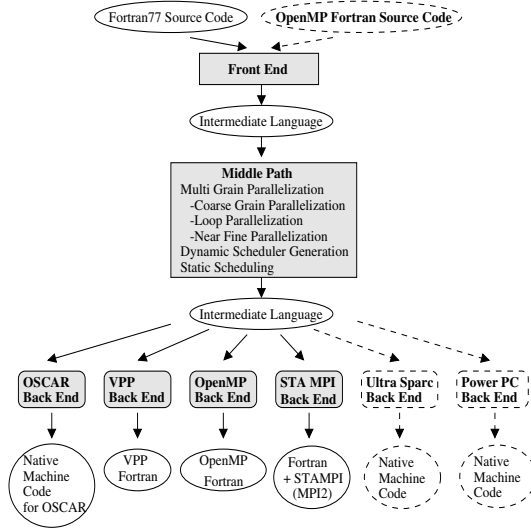 Fortran77 Source Code
OpenMP Fortran Source Code
Front End
Intermediate Language
Middle Path
Multi Grain Parallelization
-Coarse Grain Parallelization
-Loop Parallelization
-Near Fine Parallelization
Dynamic Scheduler Generation
Static Scheduling
Intermediate Language
OSCAR
Back End
VPP
Back End
OpenMP
Back End
STA MPI
Back End
Ultra Sparc
Back End
Power PC
Back End
Native
Machine
Code
for OSCAR
VPP
Fortran
OpenMP
Fortran
Fortran
+ STAMPI
(MPI2)
Native
Machine
Code
Native
Machine
Code